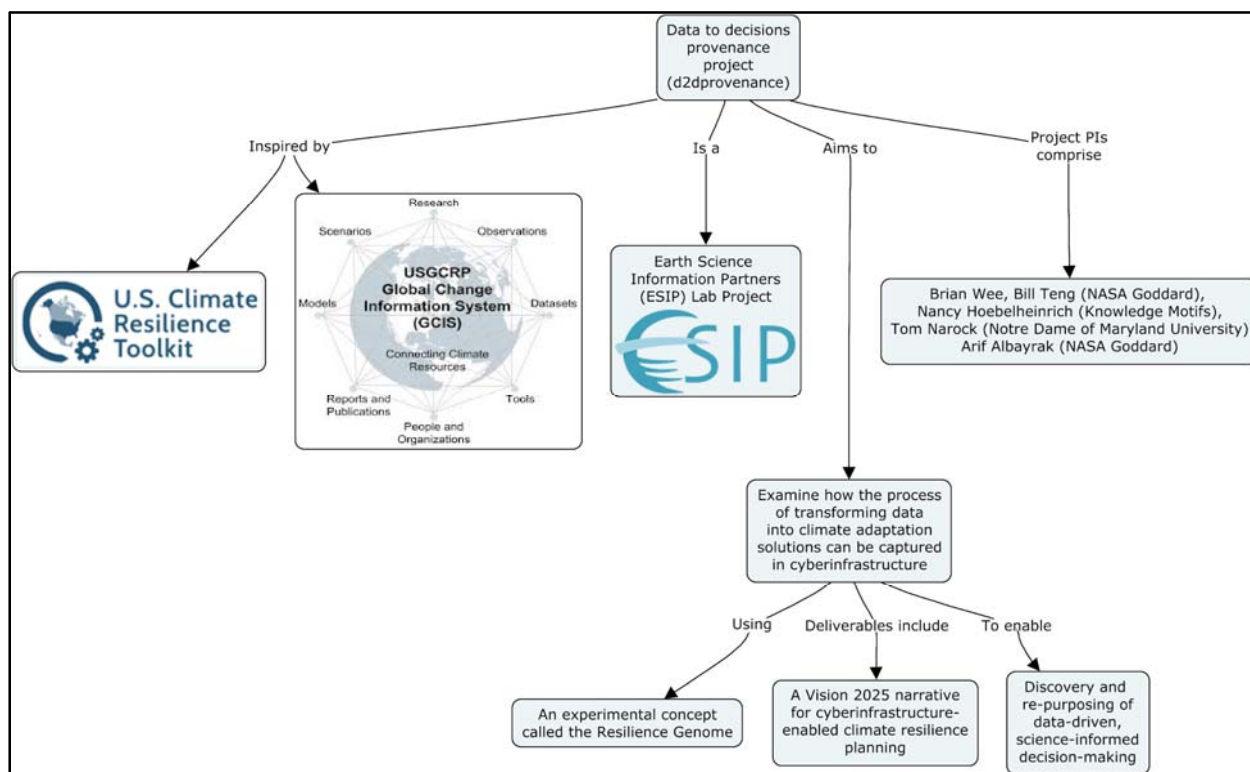 Data to decisions
provenance
project
(d2dprovenance)
Inspired by
Is a
Aims to
Project PIs
comprise
U.S. Climate
Resilience
Toolkit
Research
Scenarios
Observations
USGCRP
Global Change
Information System
(GCIS)
Models
Datasets
Connecting Climate
Resources
Reports and
Publications
Tools
People and
Organizations
Earth Science
Information Partners
(ESIP) Lab Project
ESIP
Brian Wee, Bill Teng (NASA Goddard),
Nancy Hoebelheinrich (Knowledge Motifs),
Tom Narock (Notre Dame of Maryland University)
Arif Albayrak (NASA Goddard)
Examine how the process
of transforming data
into climate adaptation
solutions can be captured
in cyberinfrastructure
Using
Deliverables include
To enable
An experimental concept
called the Resilience Genome
A Vision 2025 narrative
for cyberinfrastructure-
enabled climate resilience
planning
Discovery and
re-purposing of
data-driven,
science-informed
decision-making